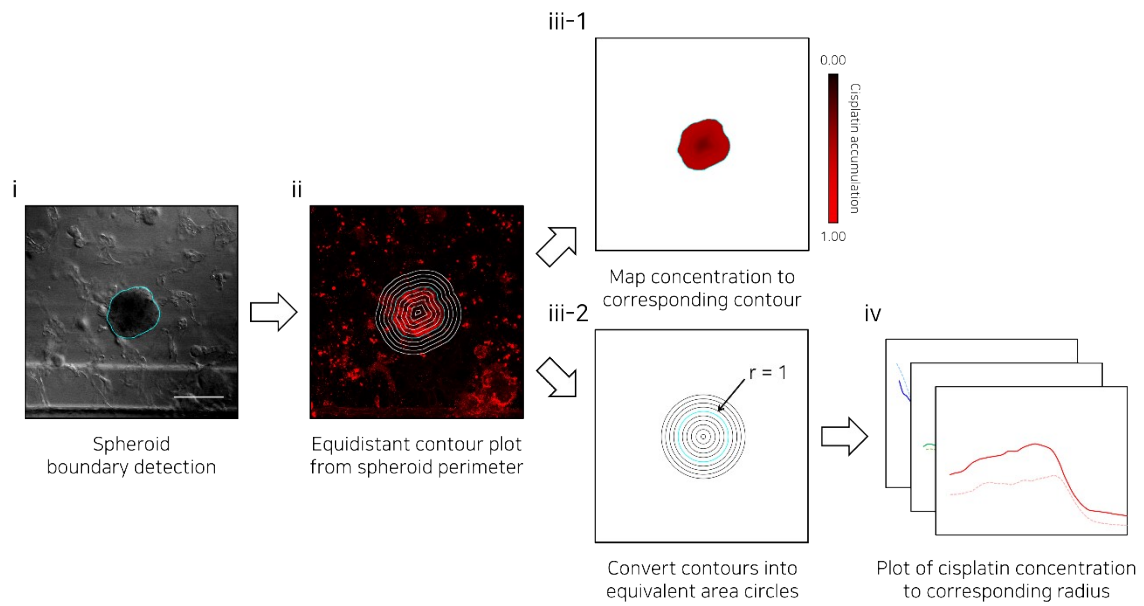 i
Spheroid
boundary detection
ii
Equidistant contour plot
from spheroid perimeter
iii-1
0.00
Cisplatin accumulation
1.00
Map concentration to
corresponding contour
iii-2
r = 1
Convert contours into
equivalent area circles
iv
Plot of cisplatin concentration
to corresponding radius